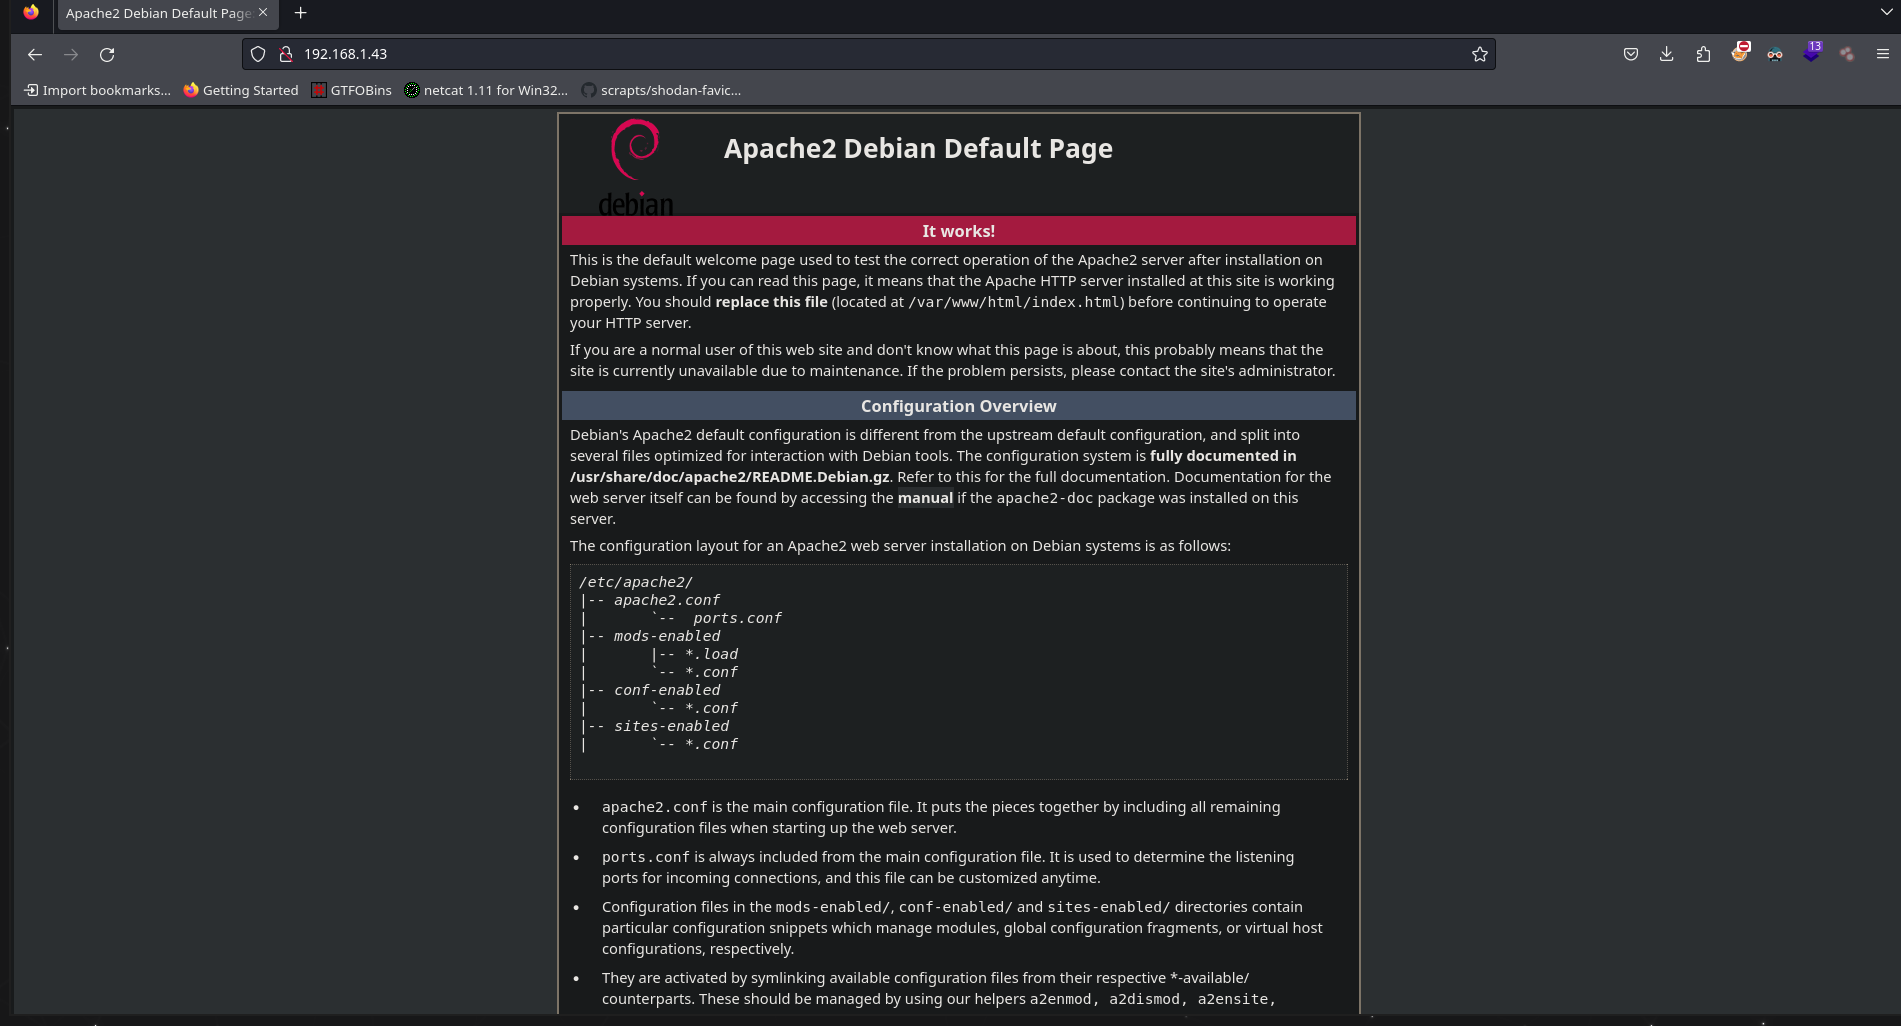 Apache2 Debian Default Page
192.168.1.43
13
Import bookmarks...
Getting Started
GTFOBins
netcat 1.11 for Win32...
scrapts/shodan-favic...
debian
Apache2 Debian Default Page
It works!
This is the default welcome page used to test the correct operation of the Apache2 server after installation on
Debian systems. If you can read this page, it means that the Apache HTTP server installed at this site is working
properly. You should replace this file (located at /var/www/html/index.html) before continuing to operate
your HTTP server.
If you are a normal user of this web site and don't know what this page is about, this probably means that the
site is currently unavailable due to maintenance. If the problem persists, please contact the site's administrator.
Configuration Overview
Debian's Apache2 default configuration is different from the upstream default configuration, and split into
several files optimized for interaction with Debian tools. The configuration system is fully documented in
/usr/share/doc/apache2/README.Debian.gz. Refer to this for the full documentation. Documentation for the
web server itself can be found by accessing the manual if the apache2-doc package was installed on this
server.
The configuration layout for an Apache2 web server installation on Debian systems is as follows:
/etc/apache2/
|-- apache2.conf
|       `--  ports.conf
|-- mods-enabled
|       |-- *.load
|       `-- *.conf
|-- conf-enabled
|       `-- *.conf
|-- sites-enabled
|       `-- *.conf
• apache2.conf is the main configuration file. It puts the pieces together by including all remaining
configuration files when starting up the web server.
• ports.conf is always included from the main configuration file. It is used to determine the listening
ports for incoming connections, and this file can be customized anytime.
• Configuration files in the mods-enabled/, conf-enabled/ and sites-enabled/ directories contain
particular configuration snippets which manage modules, global configuration fragments, or virtual host
configurations, respectively.
• They are activated by symlinking available configuration files from their respective *-available/
counterparts. These should be managed by using our helpers a2enmod, a2dismod, a2ensite,